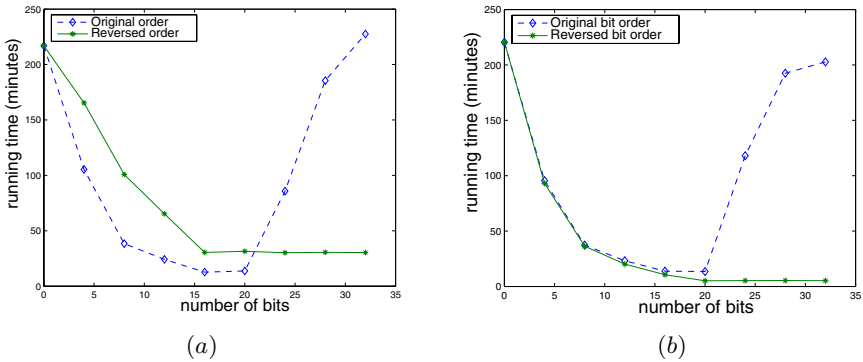 250
200
150
100
50
0
running time (minutes)
Original order
Reversed order
0 5 10 15 20 25 30 35
number of bits
(a)
250
200
150
100
50
0
running time (minutes)
Original bit order
Reversed bit order
0 5 10 15 20 25 30 35
number of bits
(b)